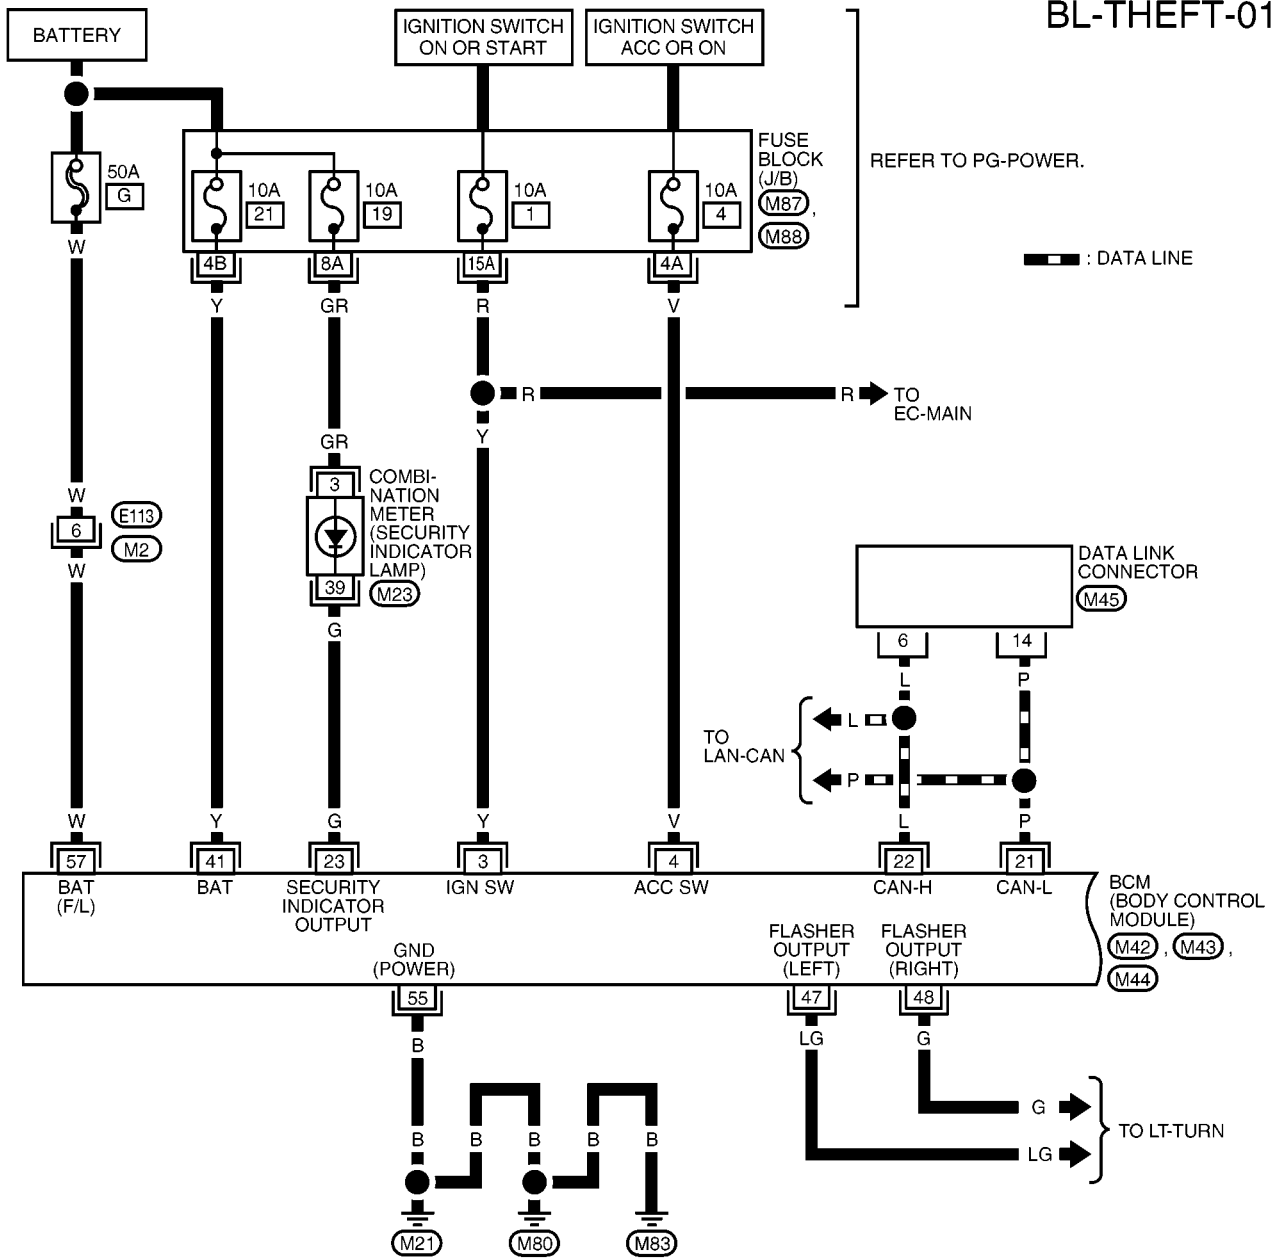 BL-THEFT-01
BATTERY
IGNITION SWITCH
ON OR START
IGNITION SWITCH
ACC OR ON
REFER TO PG-POWER.
FUSE
BLOCK
(J/B)
M87 ,
M88
50A
G
10A
21
10A
19
10A
1
10A
4
: DATA LINE
4B
8A
15A
4A
W
Y
GR
R
V
R
R
TO
EC-MAIN
Y
GR
3
COMBI-
NATION
METER
(SECURITY
INDICATOR
LAMP)
M23
39
G
W
6
E113
M2
W
DATA LINK
CONNECTOR
M45
6
14
L
P
TO
LAN-CAN
L
P
W
Y
G
Y
V
L
P
57
41
23
3
4
22
21
BAT
(F/L)
BAT
SECURITY
INDICATOR
OUTPUT
IGN SW
ACC SW
CAN-H
CAN-L
BCM
(BODY CONTROL
MODULE)
M42 , M43 ,
M44
GND
(POWER)
FLASHER
OUTPUT
(LEFT)
FLASHER
OUTPUT
(RIGHT)
55
47
48
B
LG
G
G
LG
TO LT-TURN
B
B
B
B
B
M21
M80
M83